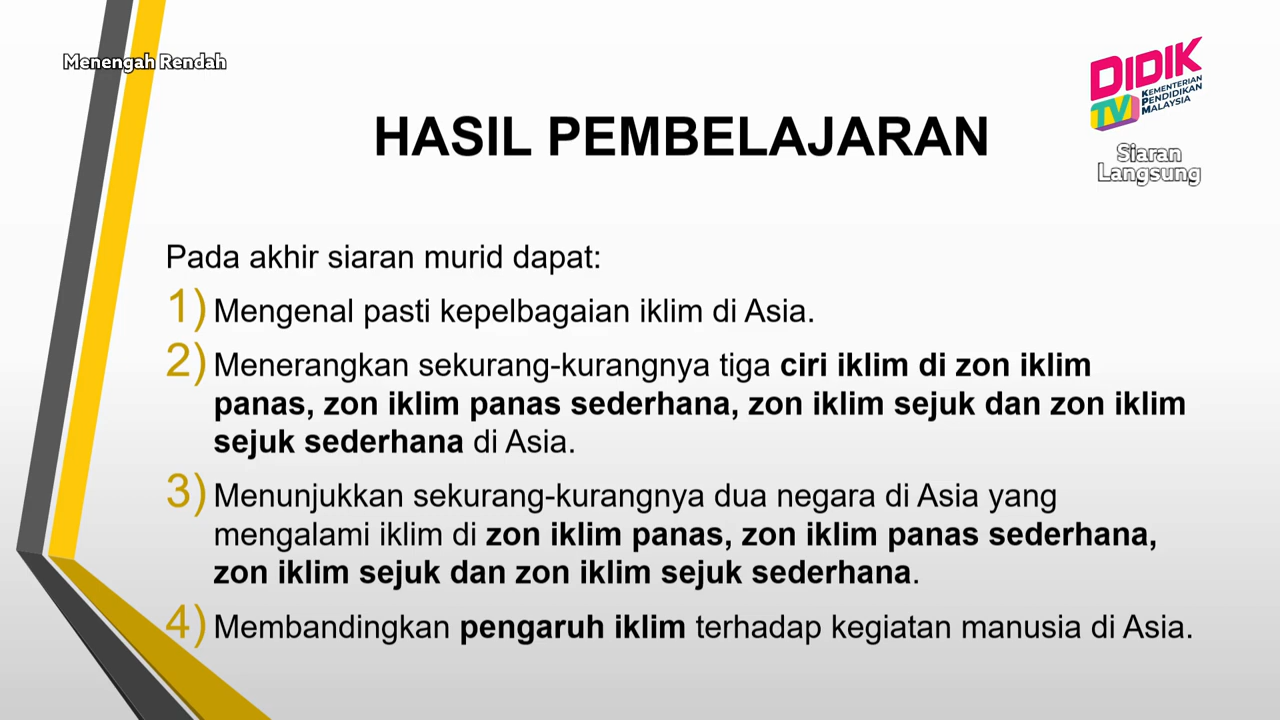 Menengah Rendah
DIDIK
TV
KEMENTERIAN
PENDIDIKAN
MALAYSIA
Siaran
Langsung
HASIL PEMBELAJARAN
Pada akhir siaran murid dapat:
1) Mengenal pasti kepelbagaian iklim di Asia.
2) Menerangkan sekurang-kurangnya tiga ciri iklim di zon iklim
panas, zon iklim panas sederhana, zon iklim sejuk dan zon iklim
sejuk sederhana di Asia.
3) Menunjukkan sekurang-kurangnya dua negara di Asia yang
mengalami iklim di zon iklim panas, zon iklim panas sederhana,
zon iklim sejuk dan zon iklim sejuk sederhana.
4) Membandingkan pengaruh iklim terhadap kegiatan manusia di Asia.